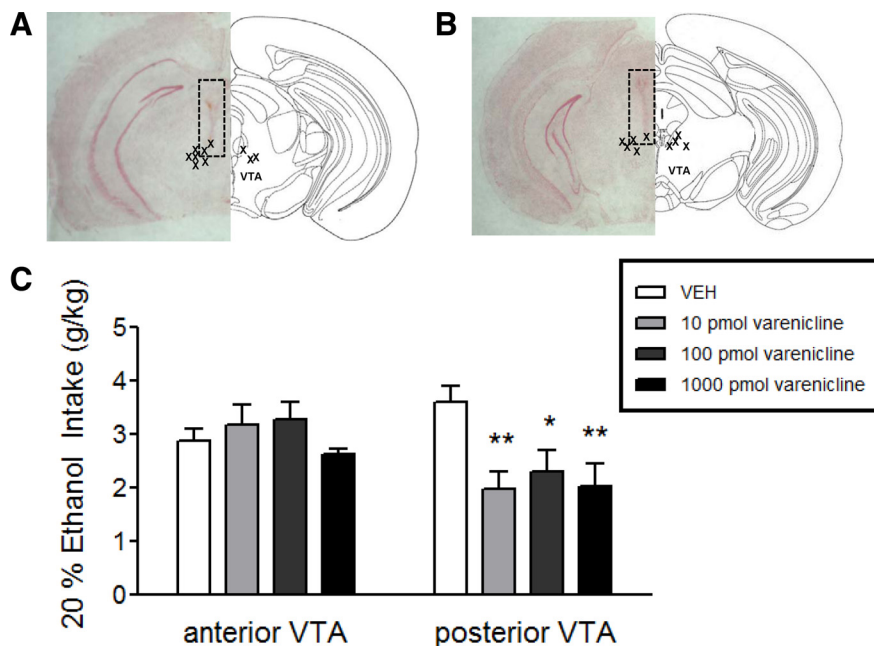 A
B
X X X X X X X X
X X X
VTA
X X X X X
X X X X X
VTA
C
VEH
10 pmol varenicline
100 pmol varenicline
1000 pmol varenicline
20 % Ethanol Intake (g/kg)
5
4
3
2
1
0
** * **
anterior VTA posterior VTA